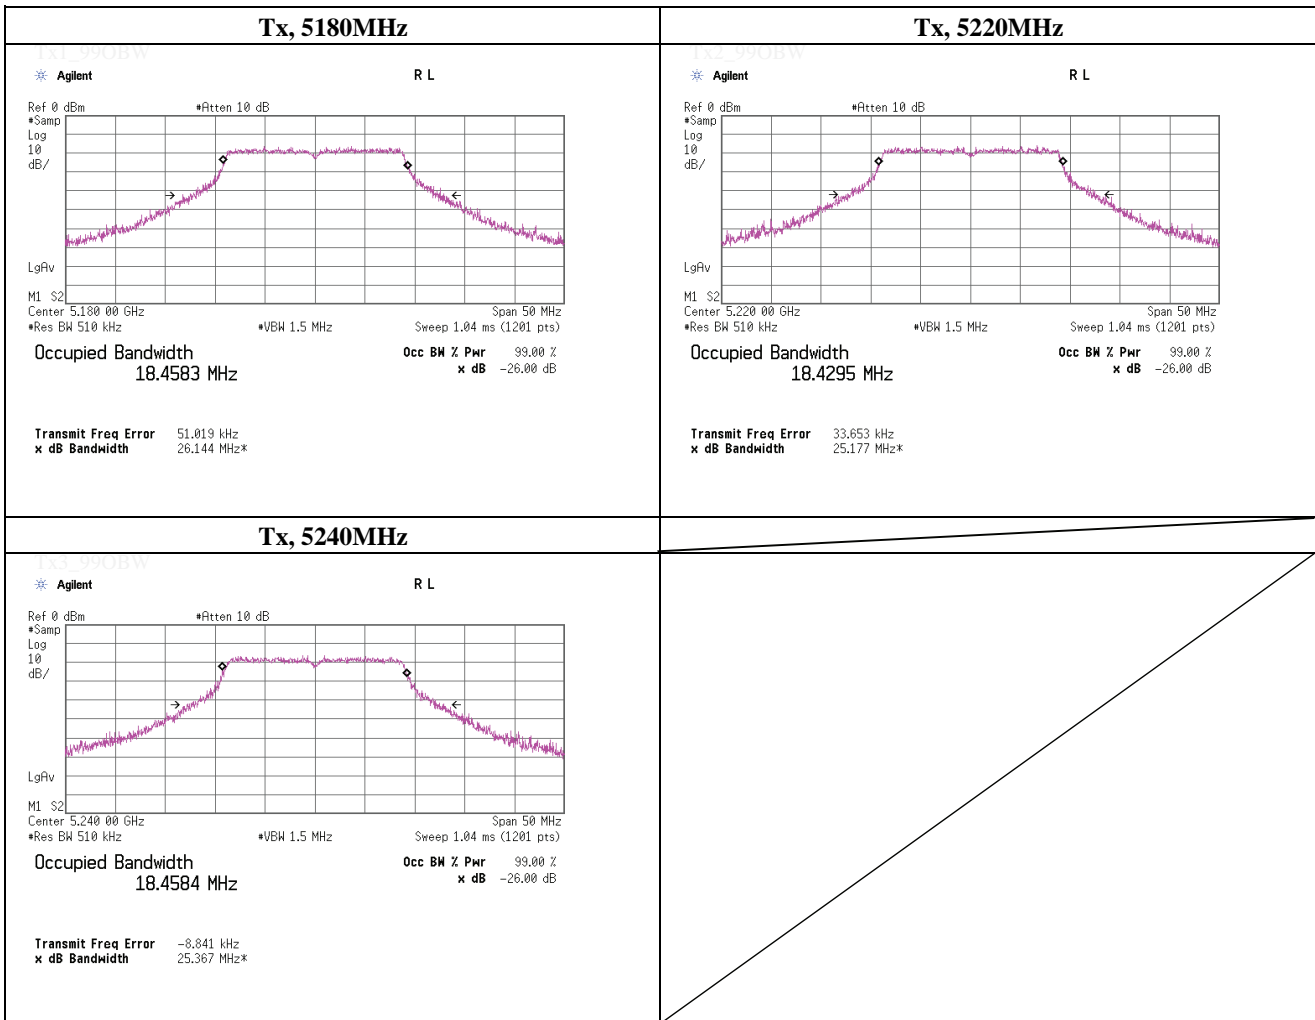 Tx, 5180MHz
Tx1_99OBW
Agilent
R L
Ref 0 dBm
#Atten 10 dB
#Samp
Log
10
dB/
LgAv
M1 S2
Center 5.180 00 GHz
Span 50 MHz
#Res BW 510 kHz
#VBW 1.5 MHz
Sweep 1.04 ms (1201 pts)
Occupied Bandwidth
18.4583 MHz
Occ BW % Pwr 99.00 %
x dB -26.00 dB
Transmit Freq Error 51.019 kHz
x dB Bandwidth 26.144 MHz*
Tx, 5220MHz
Tx2_99OBW
Agilent
R L
Ref 0 dBm
#Atten 10 dB
#Samp
Log
10
dB/
LgAv
M1 S2
Center 5.220 00 GHz
Span 50 MHz
#Res BW 510 kHz
#VBW 1.5 MHz
Sweep 1.04 ms (1201 pts)
Occupied Bandwidth
18.4295 MHz
Occ BW % Pwr 99.00 %
x dB -26.00 dB
Transmit Freq Error 33.653 kHz
x dB Bandwidth 25.177 MHz*
Tx, 5240MHz
Tx3_99OBW
Agilent
R L
Ref 0 dBm
#Atten 10 dB
#Samp
Log
10
dB/
LgAv
M1 S2
Center 5.240 00 GHz
Span 50 MHz
#Res BW 510 kHz
#VBW 1.5 MHz
Sweep 1.04 ms (1201 pts)
Occupied Bandwidth
18.4584 MHz
Occ BW % Pwr 99.00 %
x dB -26.00 dB
Transmit Freq Error -8.841 kHz
x dB Bandwidth 25.367 MHz*